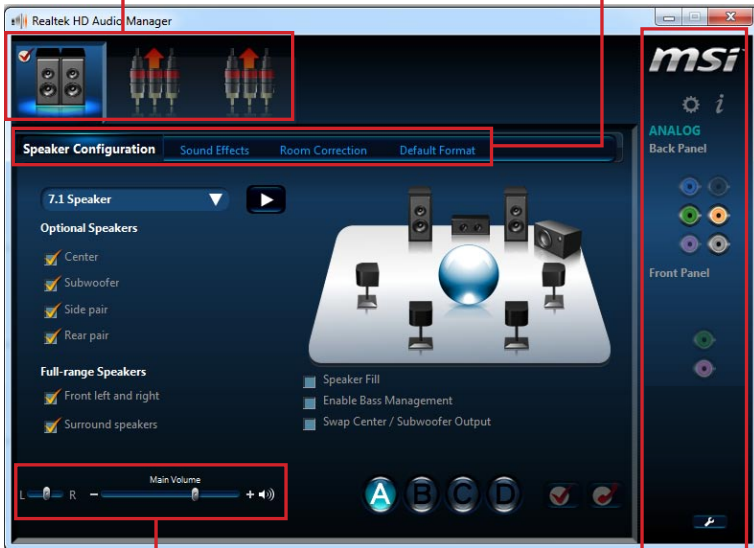 Realtek HD Audio Manager
msi
i
ANALOG
Back Panel
Speaker Configuration
Sound Effects
Room Correction
Default Format
7.1 Speaker
Optional Speakers
Center
Subwoofer
Side pair
Rear pair
Full-range Speakers
Front left and right
Surround speakers
Speaker Fill
Enable Bass Management
Swap Center / Subwoofer Output
Front Panel
Main Volume
L R - +
A B C D